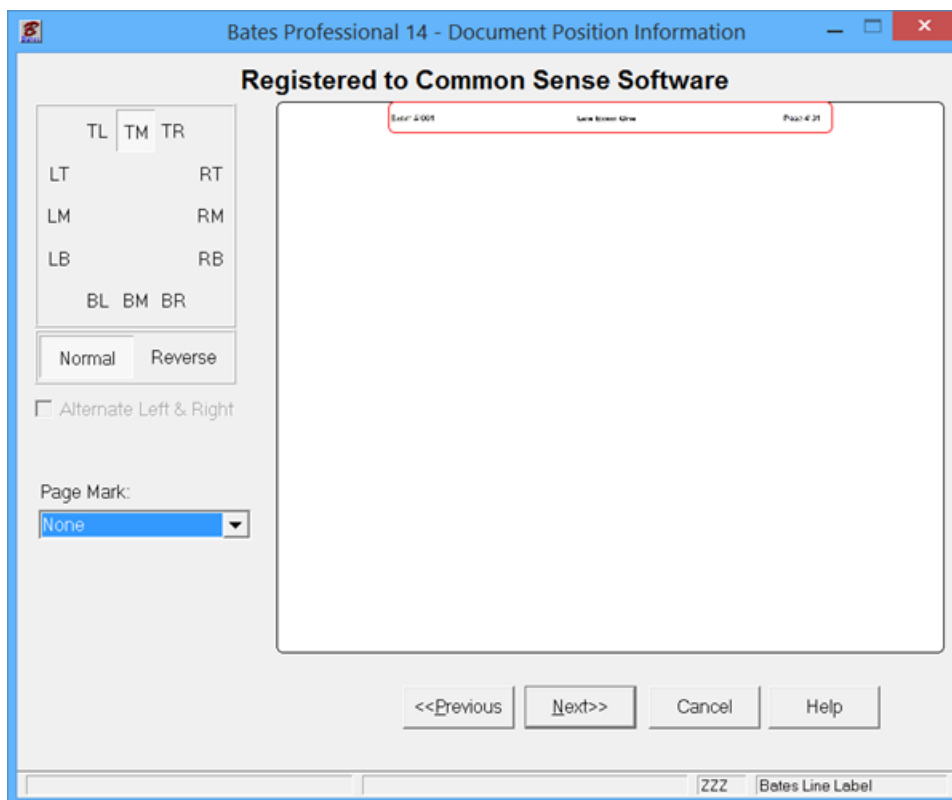 Bates Professional 14 - Document Position Information
Registered to Common Sense Software
TL TM TR
LT RT
LM RM
LB RB
BL BM BR
Normal Reverse
Alternate Left & Right
Page Mark:
None
Page # 01
<<Previous Next>> Cancel Help
ZZZ Bates Line Label